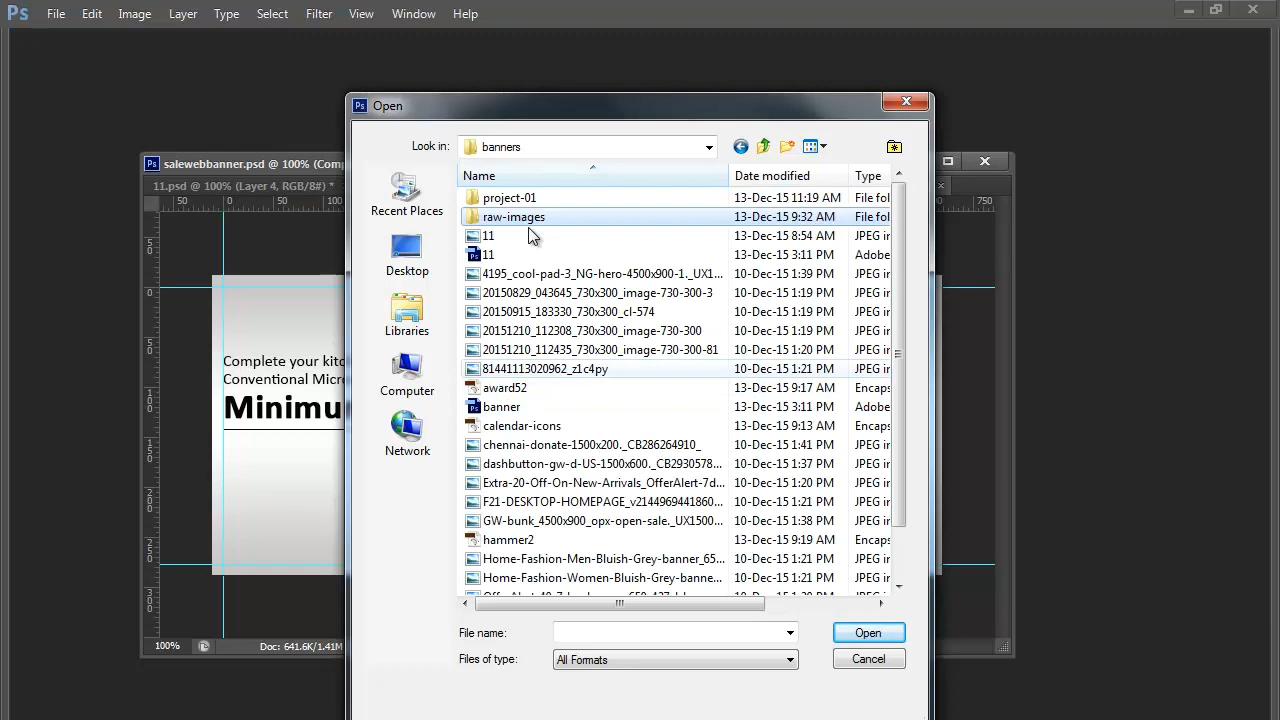 Ps File Edit Image Layer Type Select Filter View Window Help
Ps Open
Look in: banners
Ps salewebbanner.psd @ 100% (Comp
11.psd @ 100% (Layer 4, RGB/8#) *
50 0 50 100 750
Name Date modified Type
project-01 13-Dec-15 11:19 AM File fol
raw-images 13-Dec-15 9:32 AM File fol
11 13-Dec-15 8:54 AM JPEG in
11 13-Dec-15 3:11 PM Adobe
4195_cool-pad-3_NG-hero-4500x900-1._UX1... 10-Dec-15 1:39 PM JPEG in
20150829_043645_730x300_image-730-300-3 10-Dec-15 1:19 PM JPEG in
20150915_183330_730x300_cl-574 10-Dec-15 1:19 PM JPEG in
20151210_112308_730x300_image-730-300 10-Dec-15 1:19 PM JPEG in
20151210_112435_730x300_image-730-300-81 10-Dec-15 1:20 PM JPEG in
81441113020962_z1c4py 10-Dec-15 1:21 PM JPEG in
award52 13-Dec-15 9:17 AM Encaps
banner 13-Dec-15 3:11 PM Adobe
calendar-icons 13-Dec-15 9:13 AM Encaps
chennai-donate-1500x200._CB286264910_ 10-Dec-15 1:41 PM JPEG in
dashbutton-gw-d-US-1500x600._CB2930578... 10-Dec-15 1:37 PM JPEG in
Extra-20-Off-On-New-Arrivals_OfferAlert-7d... 10-Dec-15 1:20 PM JPEG in
F21-DESKTOP-HOMEPAGE_v2144969441860... 10-Dec-15 1:19 PM JPEG in
GW-bunk_4500x900_opx-open-sale._UX1500... 10-Dec-15 1:38 PM JPEG in
hammer2 13-Dec-15 9:19 AM Encaps
Home-Fashion-Men-Bluish-Grey-banner_65... 10-Dec-15 1:21 PM JPEG in
Home-Fashion-Women-Bluish-Grey-banne... 10-Dec-15 1:21 PM JPEG in
Recent Places
Desktop
Libraries
Computer
Network
Complete your kitc
Conventional Micr
Minimu
File name: Open
Files of type: All Formats Cancel
100% Doc: 641.6K/1.41M